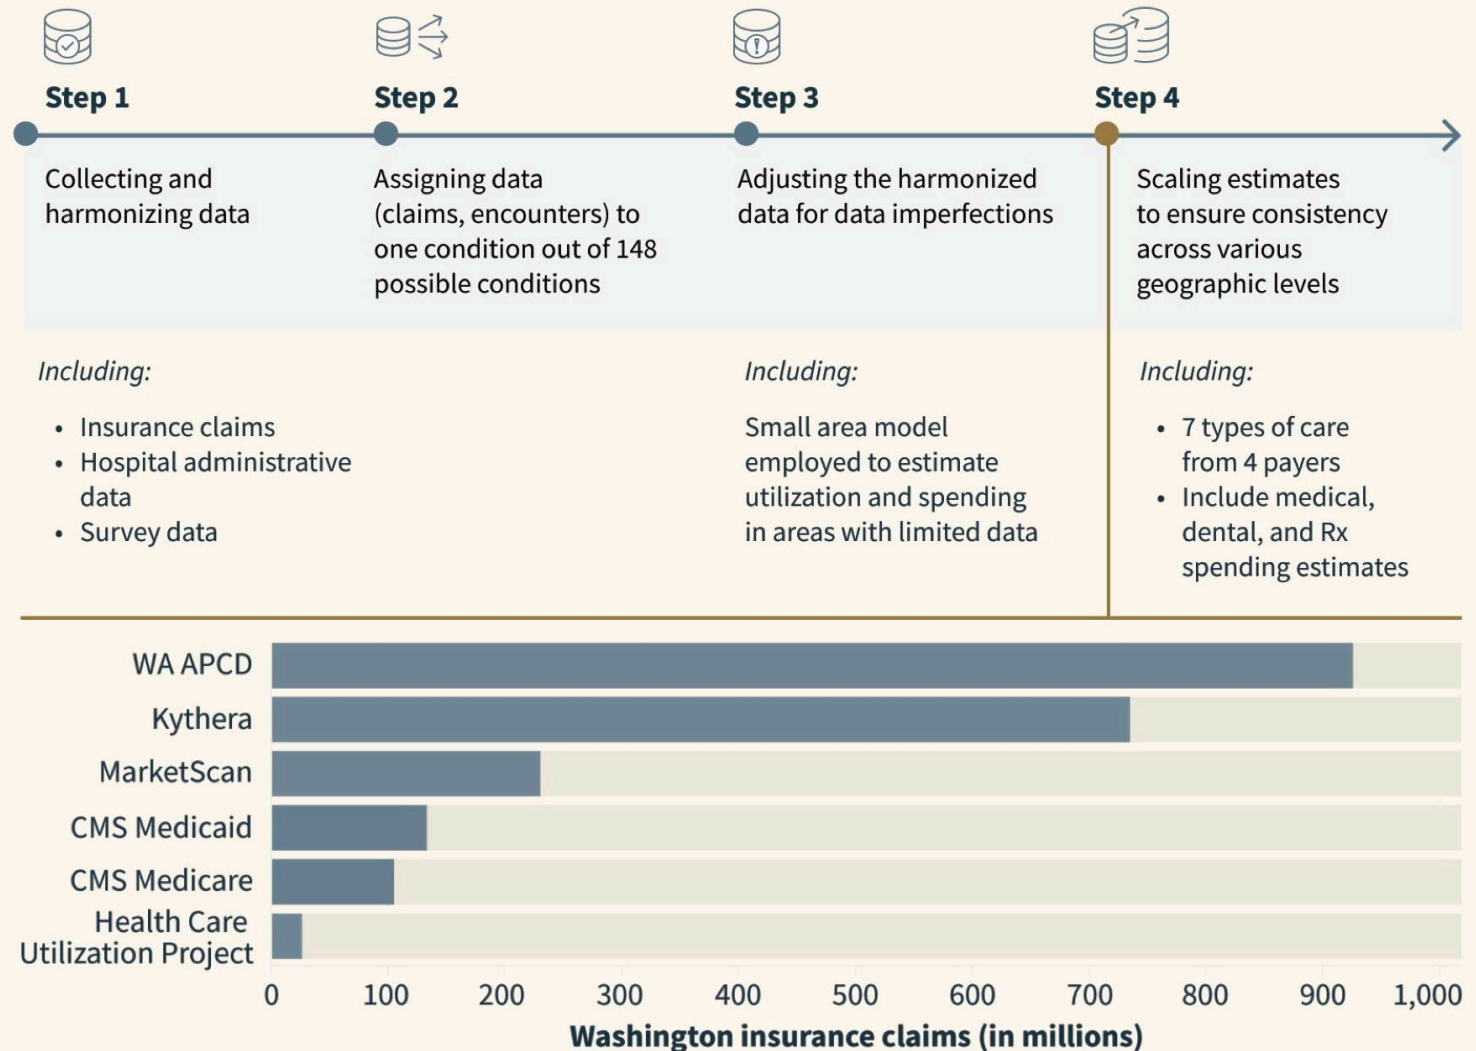 Step 1
Step 2
Step 3
Step 4
Collecting and
harmonizing data
Assigning data
(claims, encounters) to
one condition out of 148
possible conditions
Adjusting the harmonized
data for data imperfections
Scaling estimates
to ensure consistency
across various
geographic levels
Including:
• Insurance claims
• Hospital administrative
data
• Survey data
Including:
Small area model
employed to estimate
utilization and spending
in areas with limited data
Including:
• 7 types of care
from 4 payers
• Include medical,
dental, and Rx
spending estimates
WA APCD
Kythera
MarketScan
CMS Medicaid
CMS Medicare
Health Care
Utilization Project
0 100 200 300 400 500 600 700 800 900 1,000
Washington insurance claims (in millions)